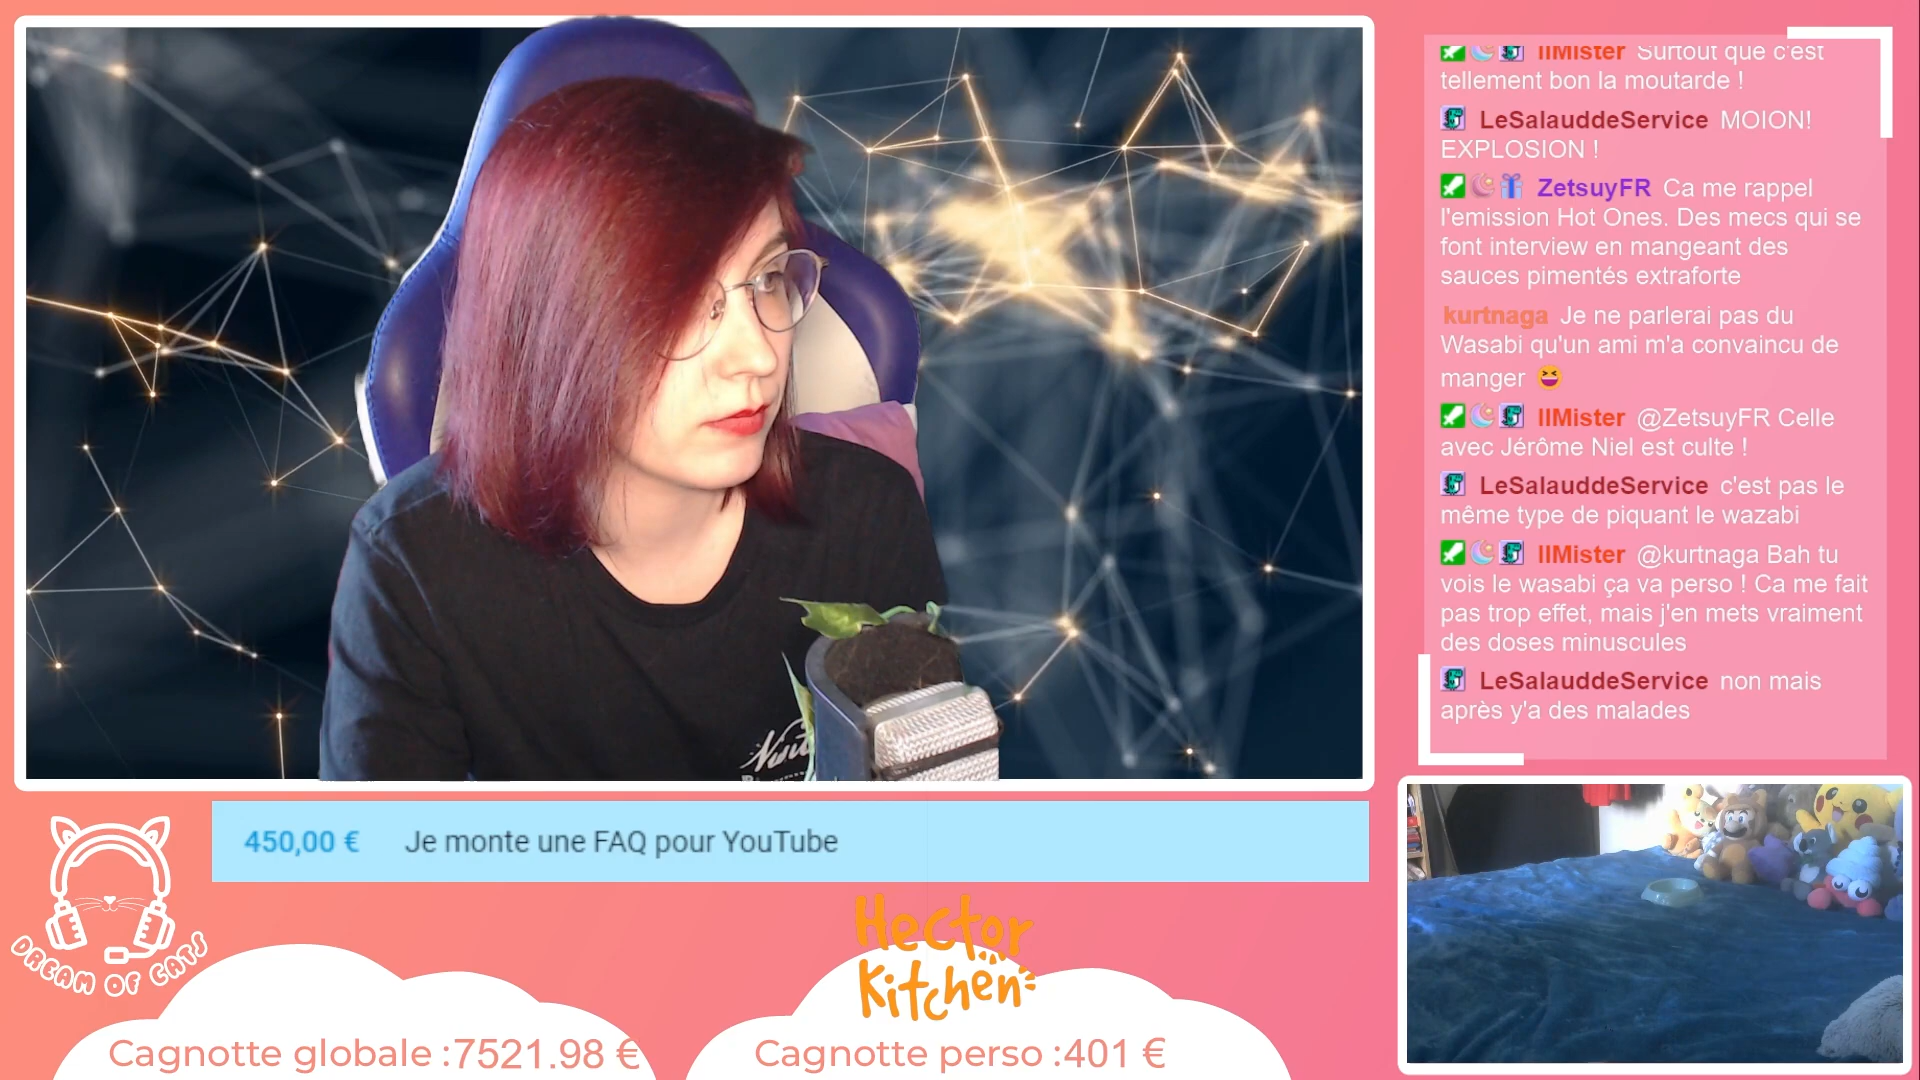 llMister Surtout que c'est
tellement bon la moutarde !
LeSalauddeService MOION!
EXPLOSION !
ZetsuyFR Ca me rappel
l'emission Hot Ones. Des mecs qui se
font interview en mangeant des
sauces pimentés extraforte
kurtnaga Je ne parlerai pas du
Wasabi qu'un ami m'a convaincu de
manger 😆
llMister @ZetsuyFR Celle
avec Jérôme Niel est culte !
LeSalauddeService c'est pas le
même type de piquant le wazabi
llMister @kurtnaga Bah tu
vois le wasabi ça va perso ! Ca me fait
pas trop effet, mais j'en mets vraiment
des doses minuscules
LeSalauddeService non mais
après y'a des malades
450,00 € Je monte une FAQ pour YouTube
DREAM OF CATS
Hector
Kitchen
Cagnotte globale :7521.98 €
Cagnotte perso :401 €